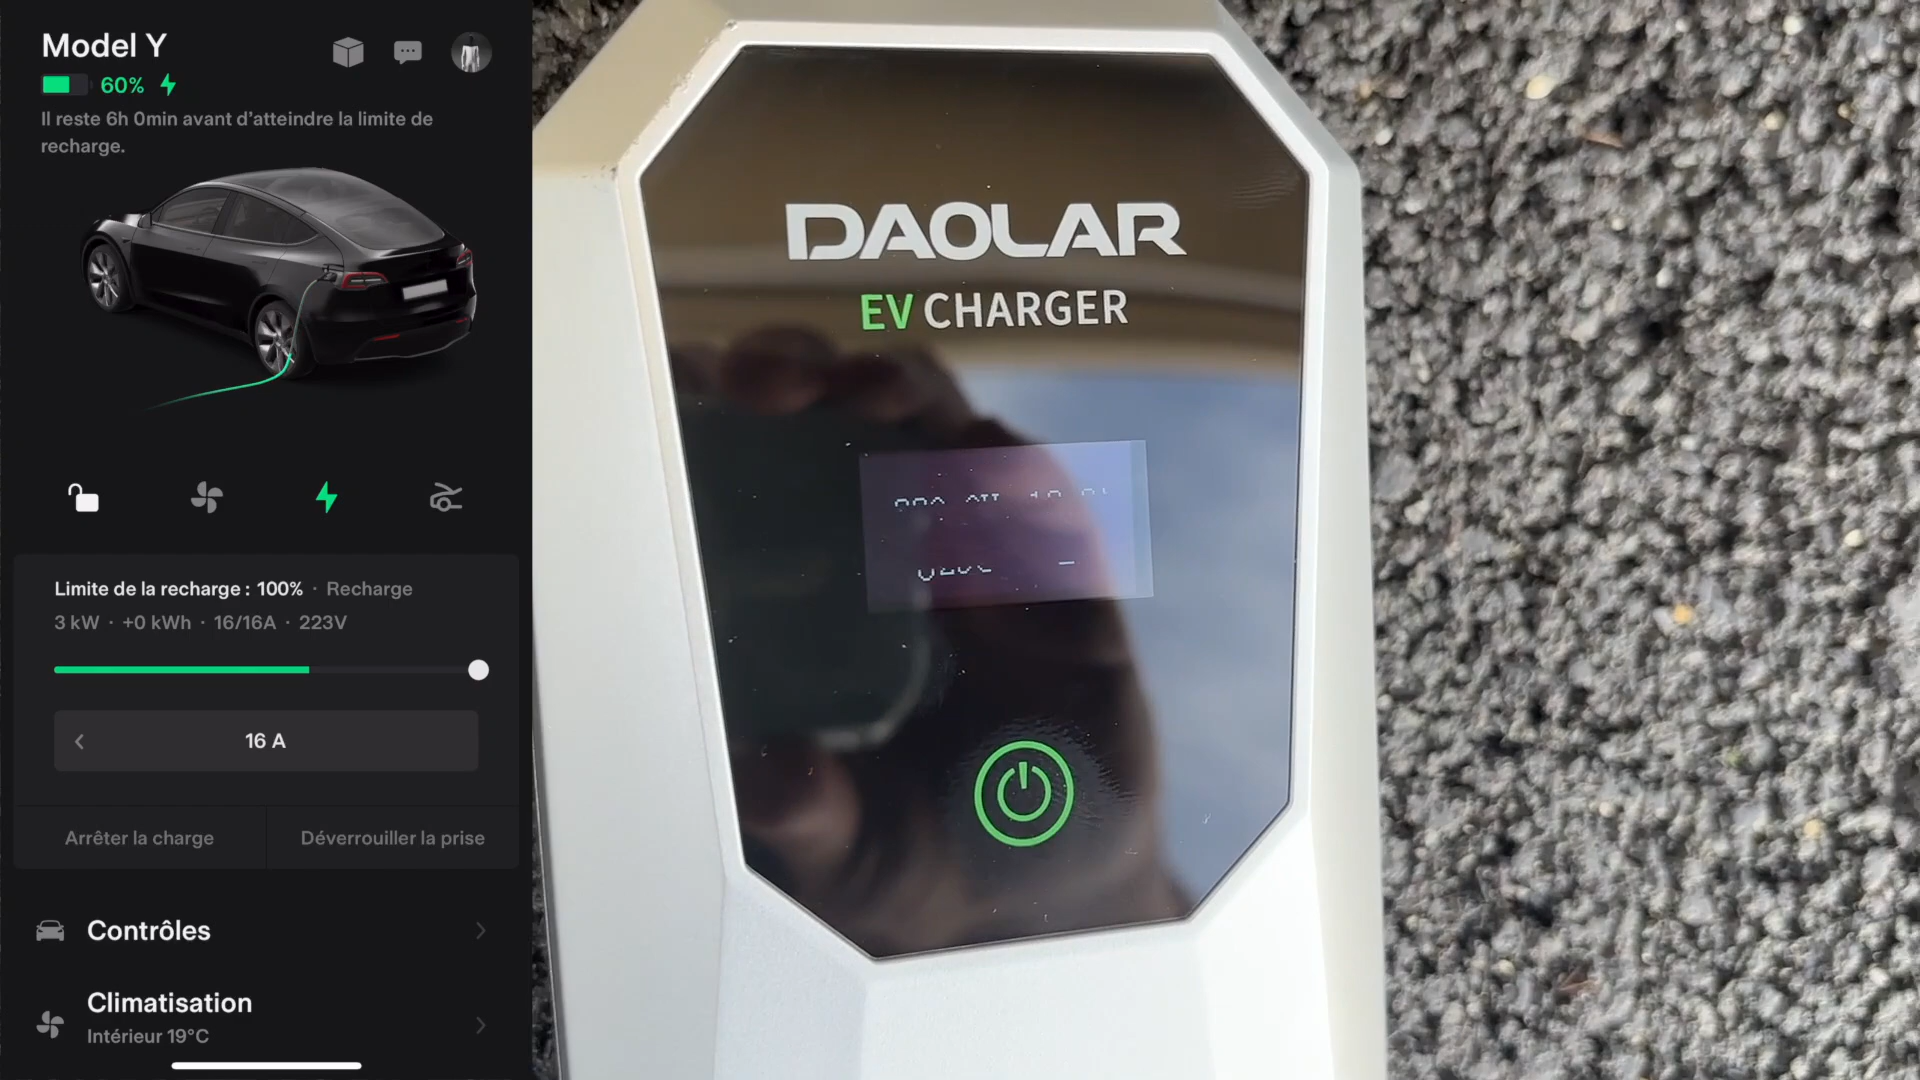 Model Y
60%
Il reste 6h 0min avant d'atteindre la limite de
recharge.
Limite de la recharge : 100% · Recharge
3 kW · +0 kWh · 16/16A · 223V
16 A
Arrêter la charge
Déverrouiller la prise
Contrôles
Climatisation
Intérieur 19°C
DAOLAR
EV CHARGER